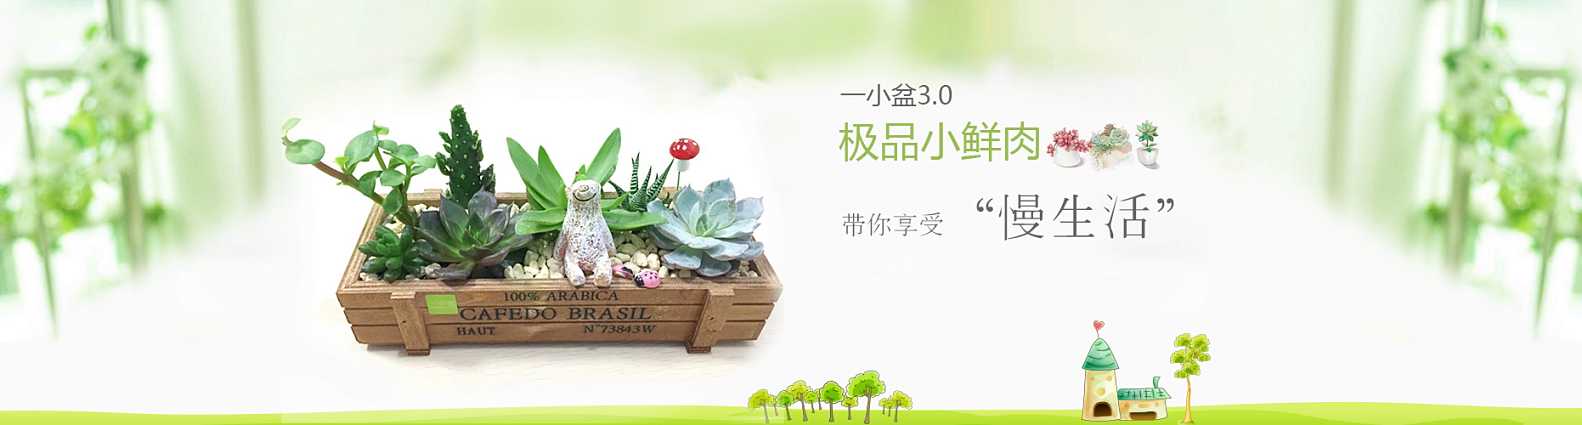 一小盆3.0
极品小鲜肉
带你享受 “慢生活”
100% ARABICA
CAFEDO BRASIL
HAUT N°73843W